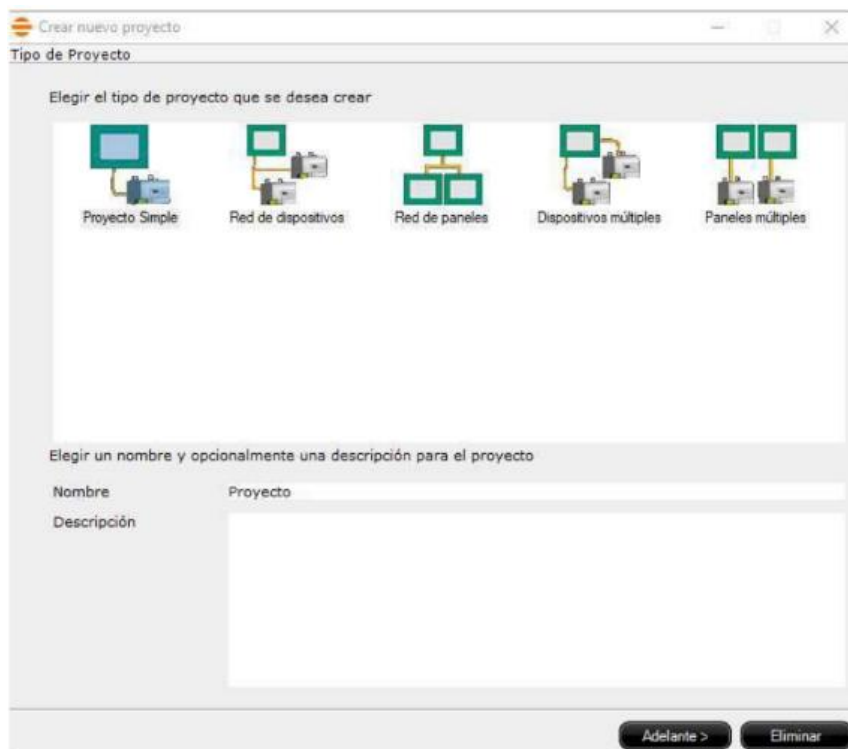 Crear nuevo proyecto
Tipo de Proyecto
Elegir el tipo de proyecto que se desea crear
Proyecto Simple Red de dispositivos Red de paneles Dispositivos múltiples Paneles múltiples
Elegir un nombre y opcionalmente una descripción para el proyecto
Nombre Proyecto
Descripción
Adelante > Eliminar